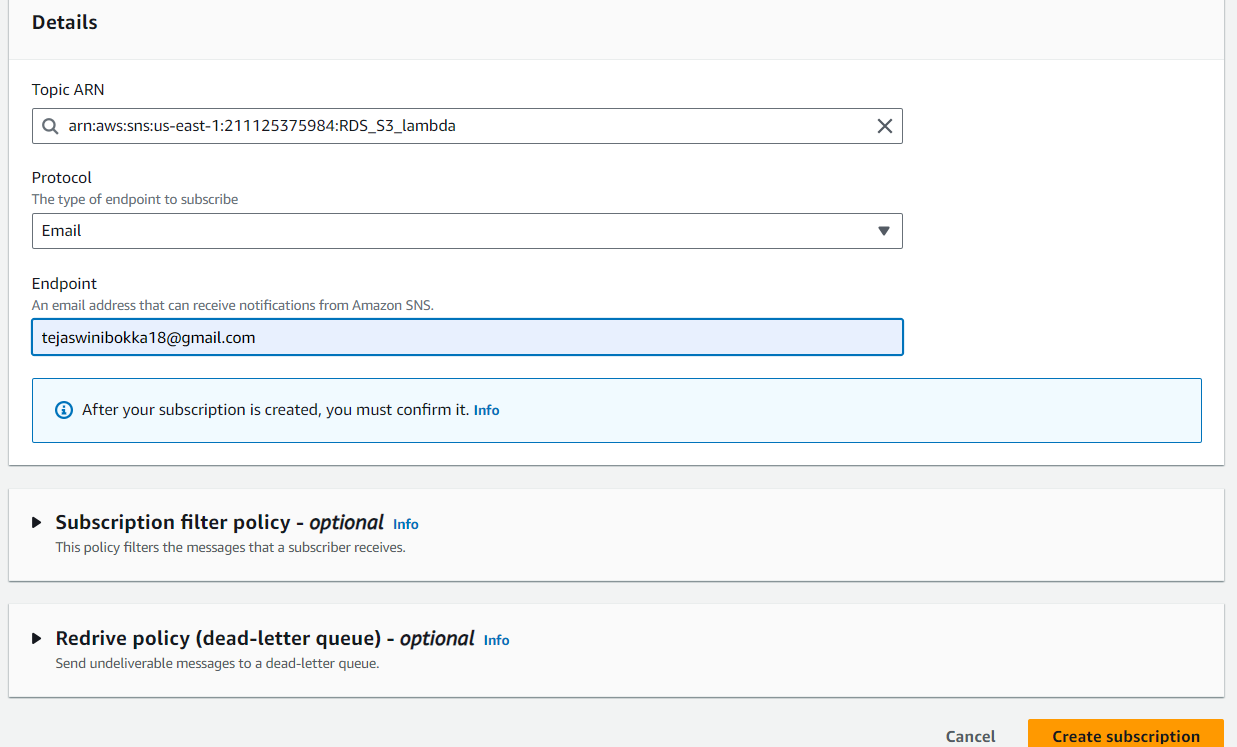 Details
Topic ARN
arn:aws:sns:us-east-1:211125375984:RDS_S3_lambda
Protocol
The type of endpoint to subscribe
Email
Endpoint
An email address that can receive notifications from Amazon SNS.
tejaswinibokka18@gmail.com
After your subscription is created, you must confirm it. Info
Subscription filter policy - optional Info
This policy filters the messages that a subscriber receives.
Redrive policy (dead-letter queue) - optional Info
Send undeliverable messages to a dead-letter queue.
Cancel Create subscription